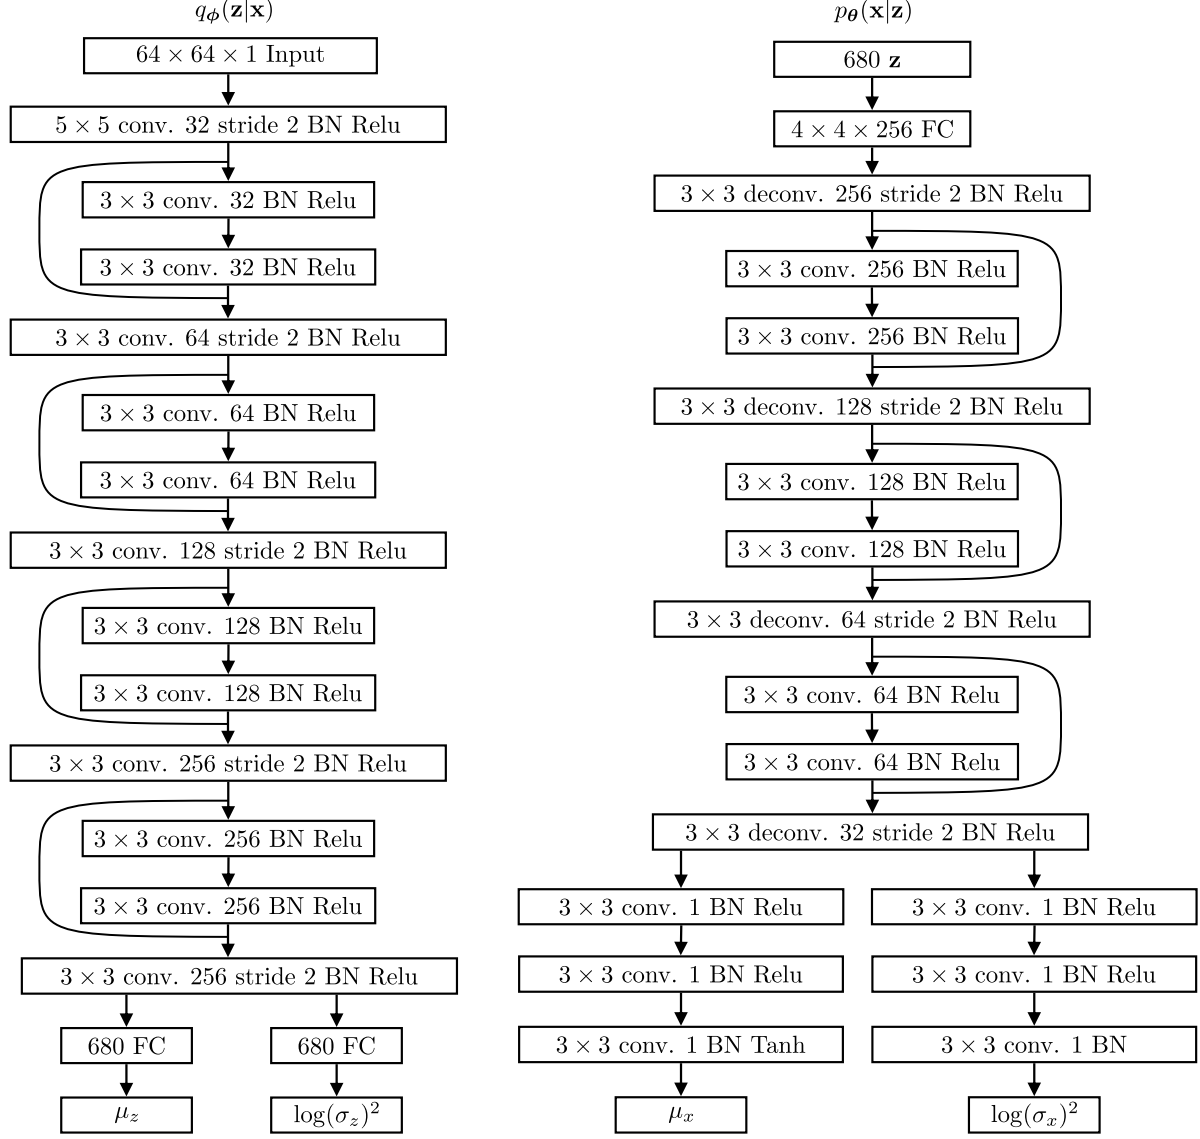 q_ϕ(z|x)
64 × 64 × 1 Input
5 × 5 conv. 32 stride 2 BN Relu
3 × 3 conv. 32 BN Relu
3 × 3 conv. 32 BN Relu
3 × 3 conv. 64 stride 2 BN Relu
3 × 3 conv. 64 BN Relu
3 × 3 conv. 64 BN Relu
3 × 3 conv. 128 stride 2 BN Relu
3 × 3 conv. 128 BN Relu
3 × 3 conv. 128 BN Relu
3 × 3 conv. 256 stride 2 BN Relu
3 × 3 conv. 256 BN Relu
3 × 3 conv. 256 BN Relu
3 × 3 conv. 256 stride 2 BN Relu
680 FC
680 FC
μ_z
log(σ_z)²
p_θ(x|z)
680 z
4 × 4 × 256 FC
3 × 3 deconv. 256 stride 2 BN Relu
3 × 3 conv. 256 BN Relu
3 × 3 conv. 256 BN Relu
3 × 3 deconv. 128 stride 2 BN Relu
3 × 3 conv. 128 BN Relu
3 × 3 conv. 128 BN Relu
3 × 3 deconv. 64 stride 2 BN Relu
3 × 3 conv. 64 BN Relu
3 × 3 conv. 64 BN Relu
3 × 3 deconv. 32 stride 2 BN Relu
3 × 3 conv. 1 BN Relu
3 × 3 conv. 1 BN Relu
3 × 3 conv. 1 BN Tanh
μ_x
3 × 3 conv. 1 BN Relu
3 × 3 conv. 1 BN Relu
3 × 3 conv. 1 BN
log(σ_x)²